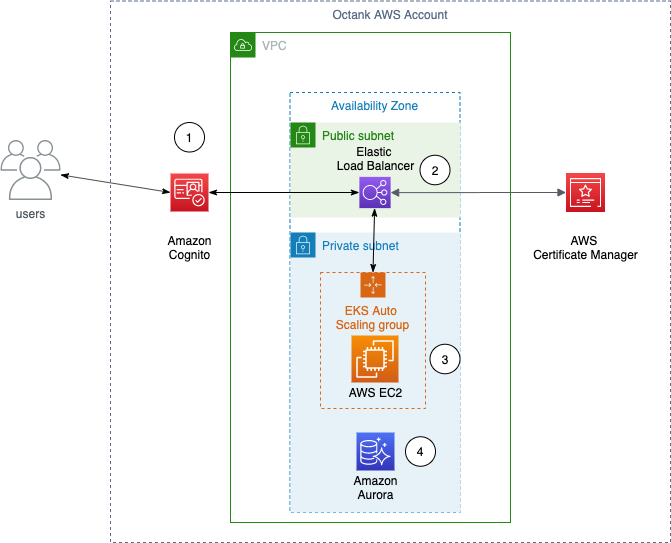 Octank AWS Account
VPC
Availability Zone
1
Public subnet
Elastic
Load Balancer
2
users
Amazon
Cognito
AWS
Certificate Manager
Private subnet
EKS Auto
Scaling group
3
AWS EC2
4
Amazon
Aurora